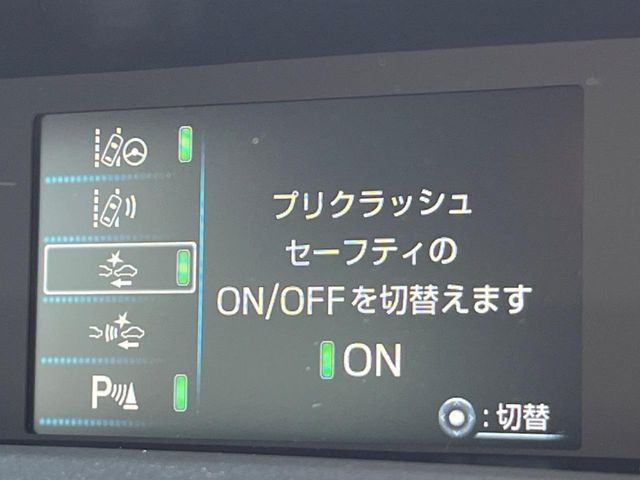 プリクラッシュ
セーフティの
ON/OFFを切替えます
ON
P
:切替